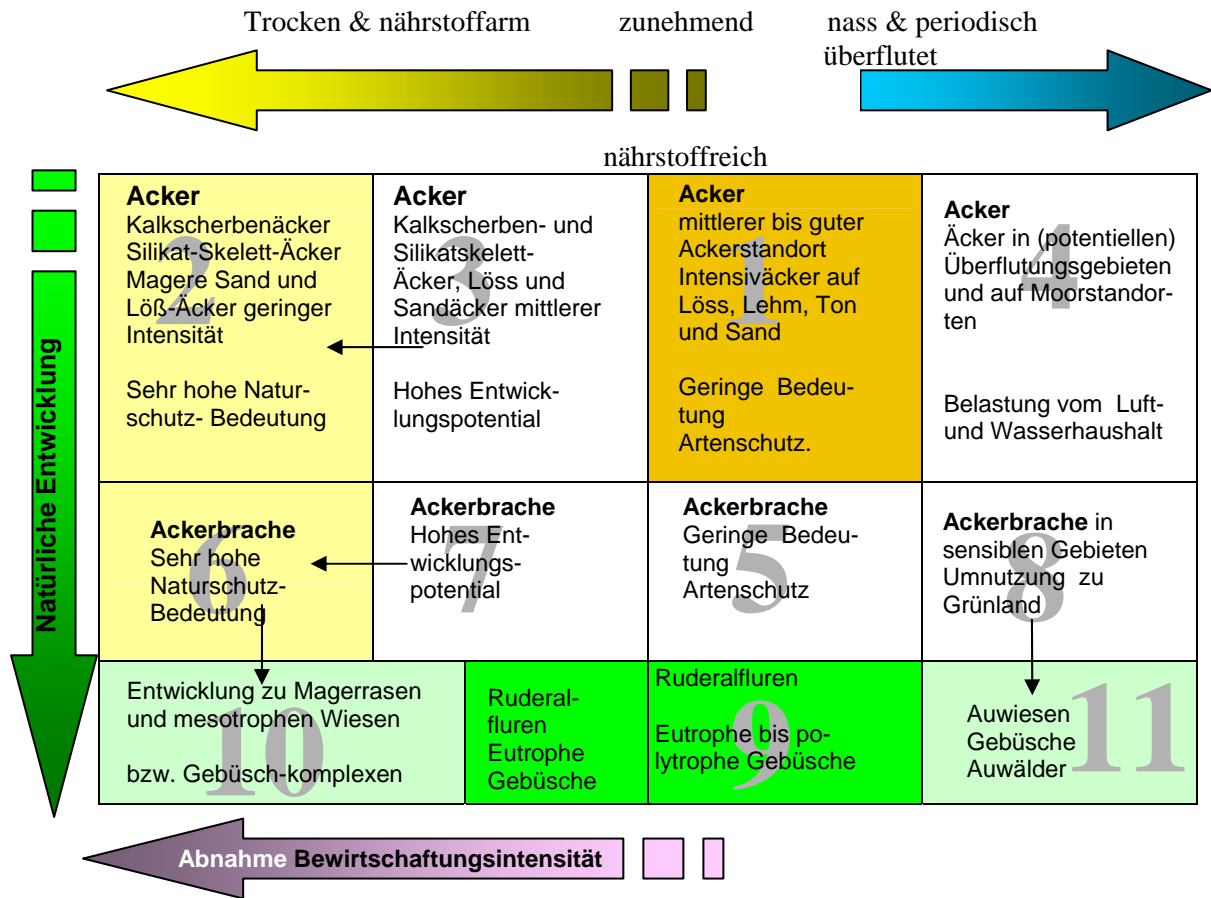 Trocken & nährstoffarm zunehmend nass & periodisch
überflutet
nährstoffreich
Natürliche Entwicklung
2
Acker
Kalkscherbenäcker
Silikat-Skelett-Äcker
Magere Sand und
Löß-Äcker geringer
Intensität
Sehr hohe Natur-
schutz- Bedeutung
3
Acker
Kalkscherben- und
Silikatskelett-
Äcker, Löss und
Sandäcker mittlerer
Intensität
Hohes Entwick-
lungspotential
1
Acker
mittlerer bis guter
Ackerstandort
Intensiväcker auf
Löss, Lehm, Ton
und Sand
Geringe Bedeu-
tung
Artenschutz.
4
Acker
Äcker in (potentiellen)
Überflutungsgebieten
und auf Moorstandor-
ten
Belastung vom Luft-
und Wasserhaushalt
6
Ackerbrache
Sehr hohe
Naturschutz-
Bedeutung
7
Ackerbrache
Hohes Ent-
wicklungs-
potential
5
Ackerbrache
Geringe Bedeu-
tung
Artenschutz
8
Ackerbrache in
sensiblen Gebieten
Umnutzung zu
Grünland
10
Entwicklung zu Magerrasen
und mesotrophen Wiesen
bzw. Gebüsch-komplexen
Ruderal-
fluren
Eutrophe
Gebüsche
9
Ruderalfluren
Eutrophe bis po-
lytrophe Gebüsche
11
Auwiesen
Gebüsche
Auwälder
Abnahme Bewirtschaftungsintensität